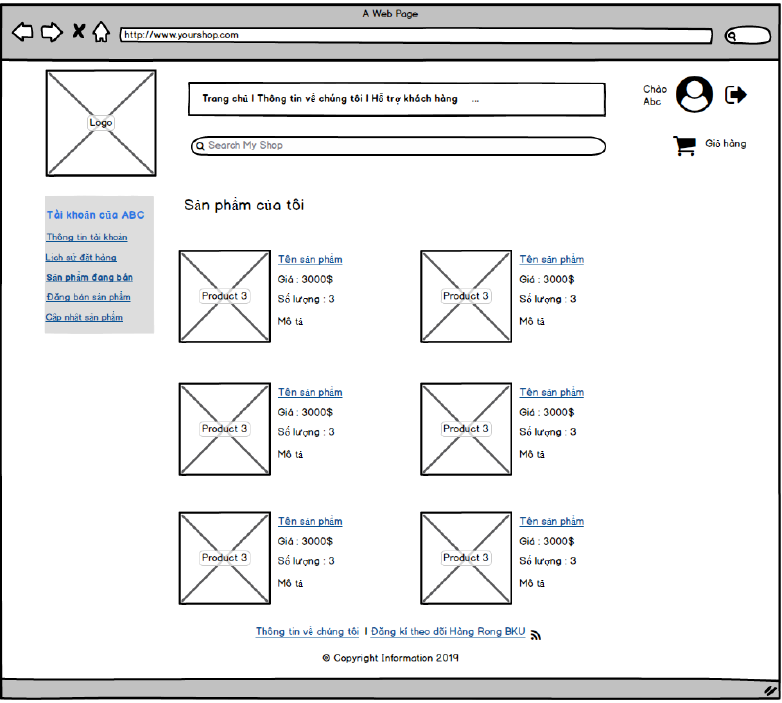 A Web Page
http://www.yourshop.com
Logo
Trang chủ | Thông tin về chúng tôi | Hỗ trợ khách hàng ...
Chào
Abc
Search My Shop
Giỏ hàng
Tài khoản của ABC
Thông tin tài khoản
Lịch sử đặt hàng
Sản phẩm đang bán
Đăng bán sản phẩm
Cập nhật sản phẩm
Sản phẩm của tôi
Product 3
Tên sản phẩm
Giá : 3000$
Số lượng : 3
Mô tả
Product 3
Tên sản phẩm
Giá : 3000$
Số lượng : 3
Mô tả
Product 3
Tên sản phẩm
Giá : 3000$
Số lượng : 3
Mô tả
Product 3
Tên sản phẩm
Giá : 3000$
Số lượng : 3
Mô tả
Product 3
Tên sản phẩm
Giá : 3000$
Số lượng : 3
Mô tả
Product 3
Tên sản phẩm
Giá : 3000$
Số lượng : 3
Mô tả
Thông tin về chúng tôi | Đăng kí theo dõi Hàng Rong BKU
© Copyright Information 2019